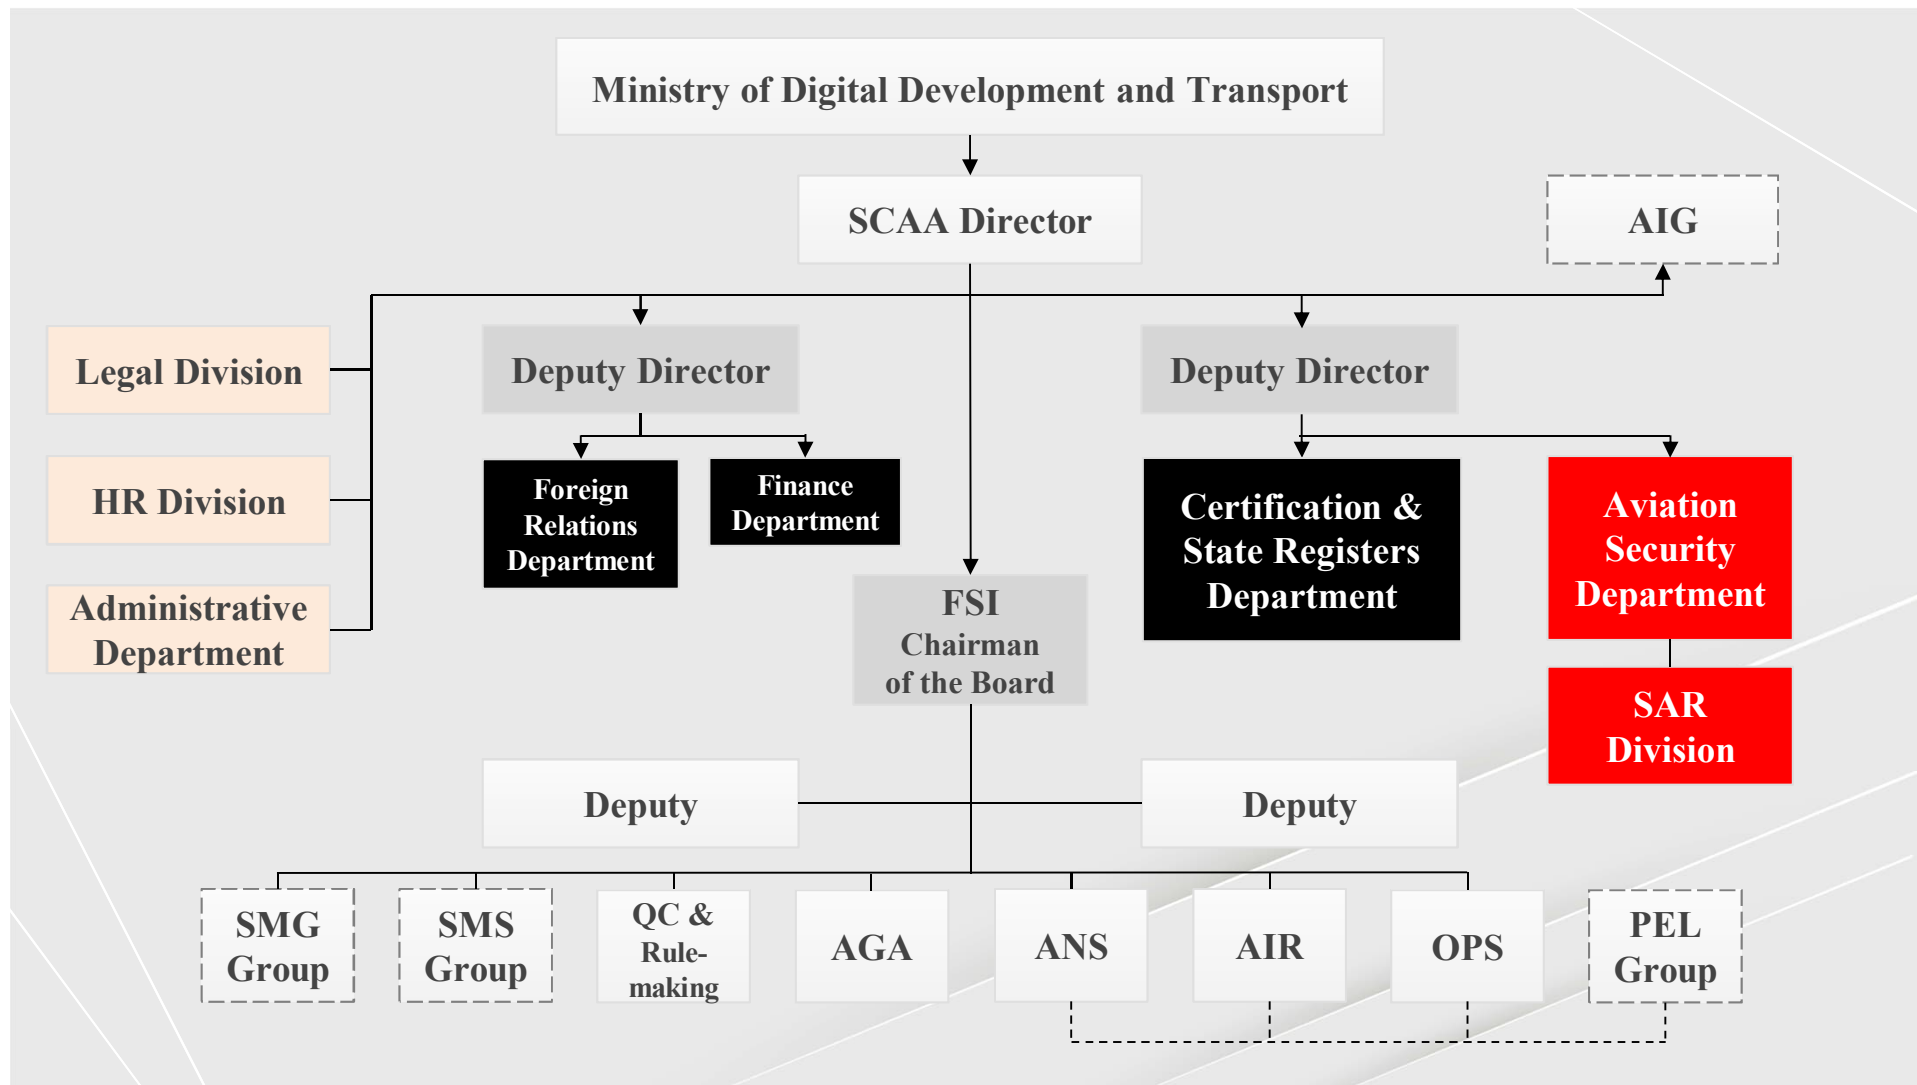 Ministry of Digital Development and Transport
SCAA Director
AIG
Legal Division
Deputy Director
Deputy Director
HR Division
Foreign
Relations
Department
Finance
Department
Certification &
State Registers
Department
Aviation
Security
Department
Administrative
Department
FSI
Chairman
of the Board
SAR
Division
Deputy
Deputy
SMG
Group
SMS
Group
QC &
Rule-
making
AGA
ANS
AIR
OPS
PEL
Group